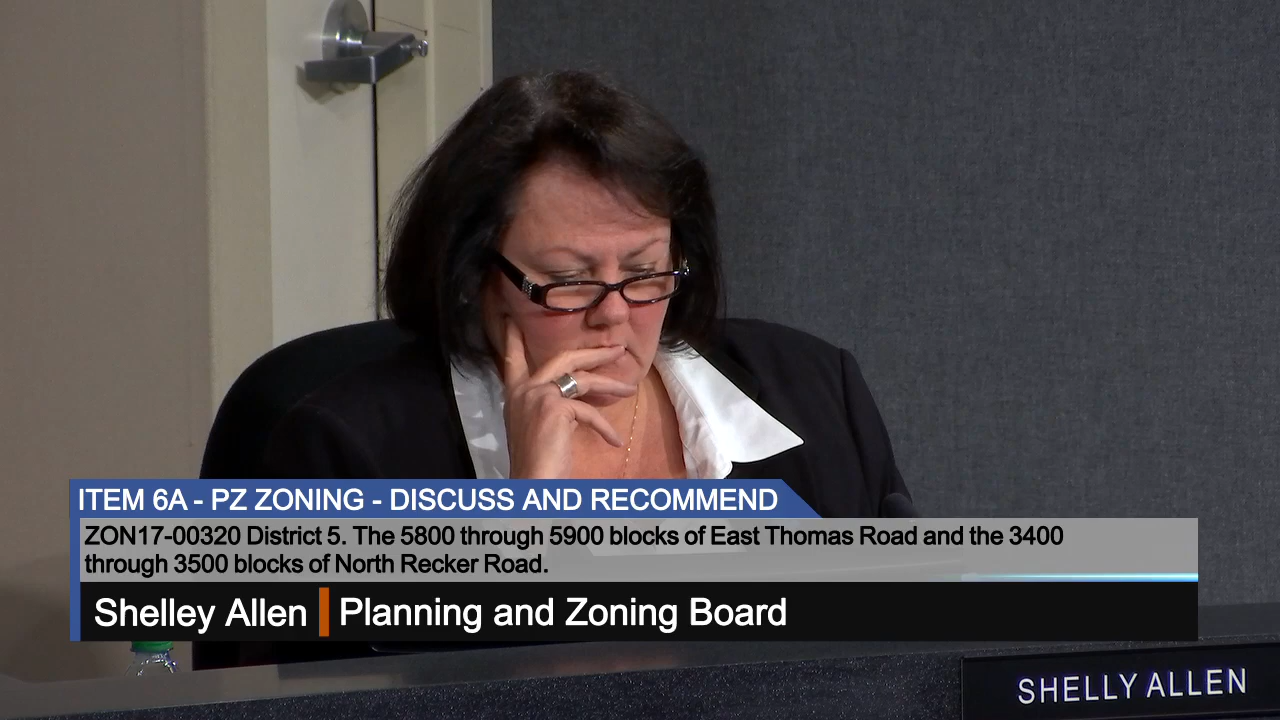 ITEM 6A - PZ ZONING - DISCUSS AND RECOMMEND
ZON17-00320 District 5. The 5800 through 5900 blocks of East Thomas Road and the 3400
through 3500 blocks of North Recker Road.
Shelley Allen Planning and Zoning Board
SHELLY ALLEN